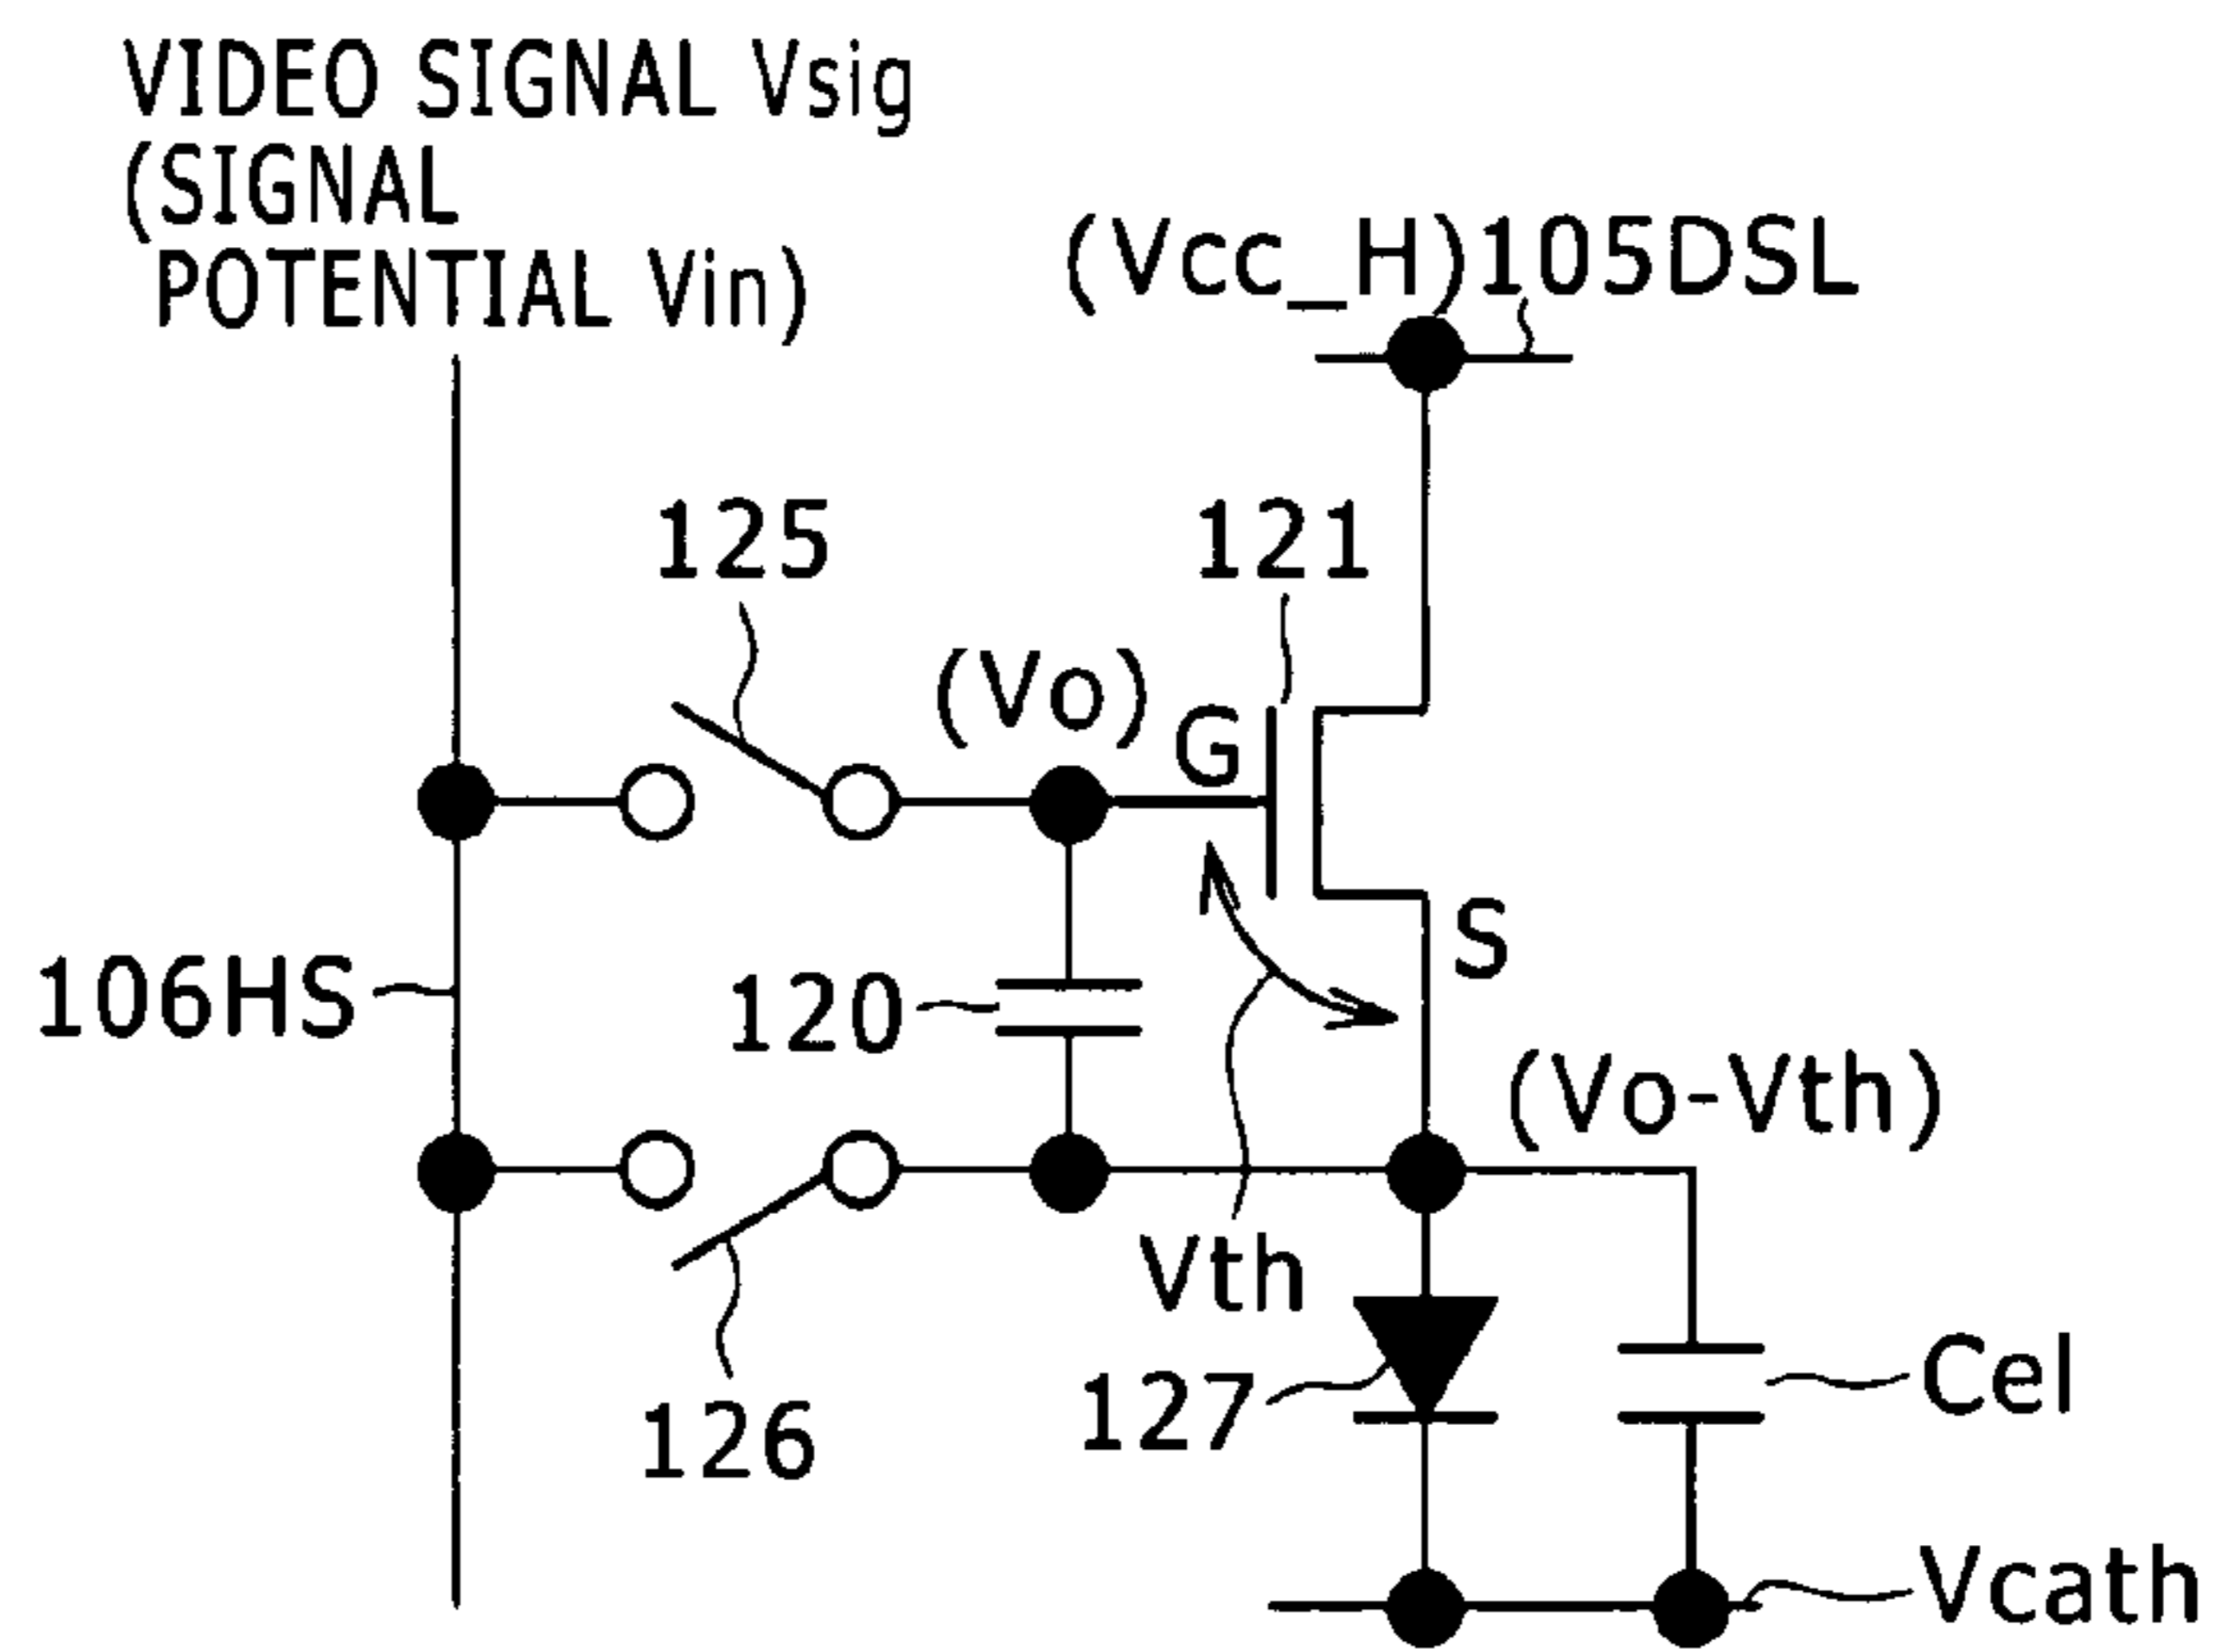 VIDEO SIGNAL Vsig
(SIGNAL
POTENTIAL Vin)
(Vcc_H)105DSL
125
121
(Vo)
G
S
106HS
120
(Vo-Vth)
Vth
126
127
Cel
Vcath